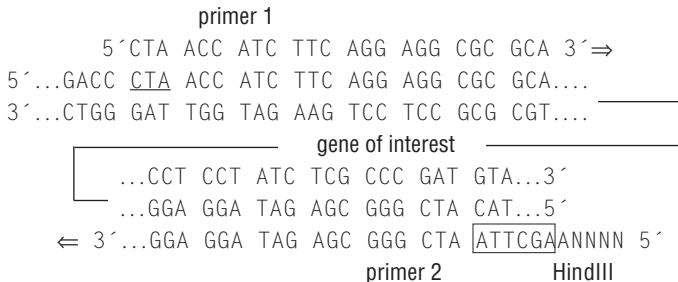 primer 1
5´CTA ACC ATC TTC AGG AGG CGC GCA 3´⇒
5´...GACC CTA ACC ATC TTC AGG AGG CGC GCA....
3´...CTGG GAT TGG TAG AAG TCC TCC GCG CGT....
gene of interest
...CCT CCT ATC TCG CCC GAT GTA...3´
...GGA GGA TAG AGC GGG CTA CAT...5´
⇐ 3´...GGA GGA TAG AGC GGG CTA ATTCGAANNNN 5´
primer 2 HindIII